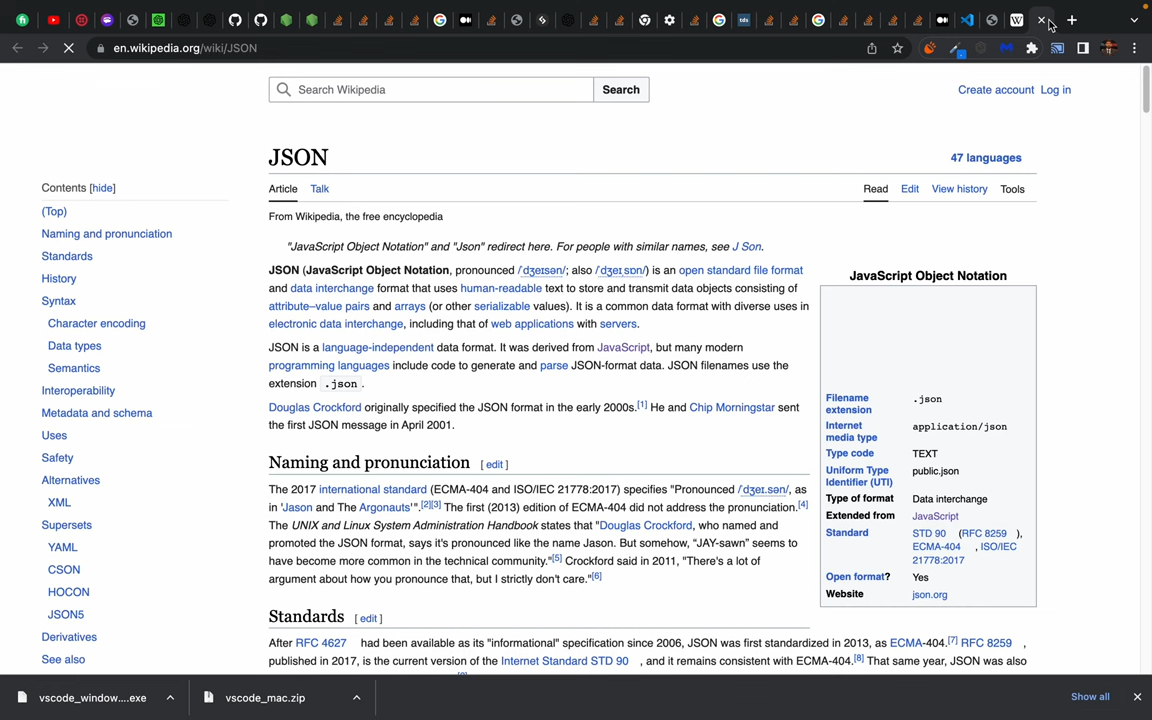 en.wikipedia.org/wiki/JSON
Search Wikipedia
Search
Create account Log in
JSON
47 languages
Article Talk
Read Edit View history Tools
From Wikipedia, the free encyclopedia
Contents [hide]
(Top)
Naming and pronunciation
Standards
History
Syntax
Character encoding
Data types
Semantics
Interoperability
Metadata and schema
Uses
Safety
Alternatives
XML
Supersets
YAML
CSON
HOCON
JSON5
Derivatives
See also
"JavaScript Object Notation" and "Json" redirect here. For people with similar names, see J Son.
JSON (JavaScript Object Notation, pronounced /ˈdʒeɪsən/; also /ˈdʒeɪˌsɒn/) is an open standard file format
and data interchange format that uses human-readable text to store and transmit data objects consisting of
attribute–value pairs and arrays (or other serializable values). It is a common data format with diverse uses in
electronic data interchange, including that of web applications with servers.
JSON is a language-independent data format. It was derived from JavaScript, but many modern
programming languages include code to generate and parse JSON-format data. JSON filenames use the
extension .json.
Douglas Crockford originally specified the JSON format in the early 2000s.[1] He and Chip Morningstar sent
the first JSON message in April 2001.
Naming and pronunciation [ edit ]
The 2017 international standard (ECMA-404 and ISO/IEC 21778:2017) specifies "Pronounced /ˈdʒeɪ.sən/, as
in 'Jason and The Argonauts'".[2][3] The first (2013) edition of ECMA-404 did not address the pronunciation.[4]
The UNIX and Linux System Administration Handbook states that "Douglas Crockford, who named and
promoted the JSON format, says it's pronounced like the name Jason. But somehow, “JAY-sawn” seems to
have become more common in the technical community."[5] Crockford said in 2011, "There's a lot of
argument about how you pronounce that, but I strictly don't care."[6]
Standards [ edit ]
After RFC 4627 had been available as its "informational" specification since 2006, JSON was first standardized in 2013, as ECMA-404.[7] RFC 8259 ,
published in 2017, is the current version of the Internet Standard STD 90 , and it remains consistent with ECMA-404.[8] That same year, JSON was also
JavaScript Object Notation
Filename extension .json
Internet media type application/json
Type code TEXT
Uniform Type Identifier (UTI) public.json
Type of format Data interchange
Extended from JavaScript
Standard STD 90 (RFC 8259 ),
ECMA-404 , ISO/IEC
21778:2017
Open format? Yes
Website json.org
vscode_window....exe
vscode_mac.zip
Show all